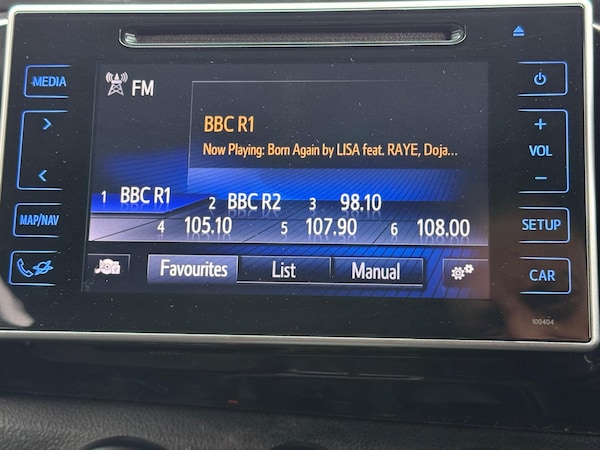 MEDIA
FM
BBC R1
Now Playing: Born Again by LISA feat. RAYE, Doja...
VOL
1 BBC R1 2 BBC R2 3 98.10
4 105.10 5 107.90 6 108.00
MAP/NAV
SETUP
Favourites List Manual
CAR
100404